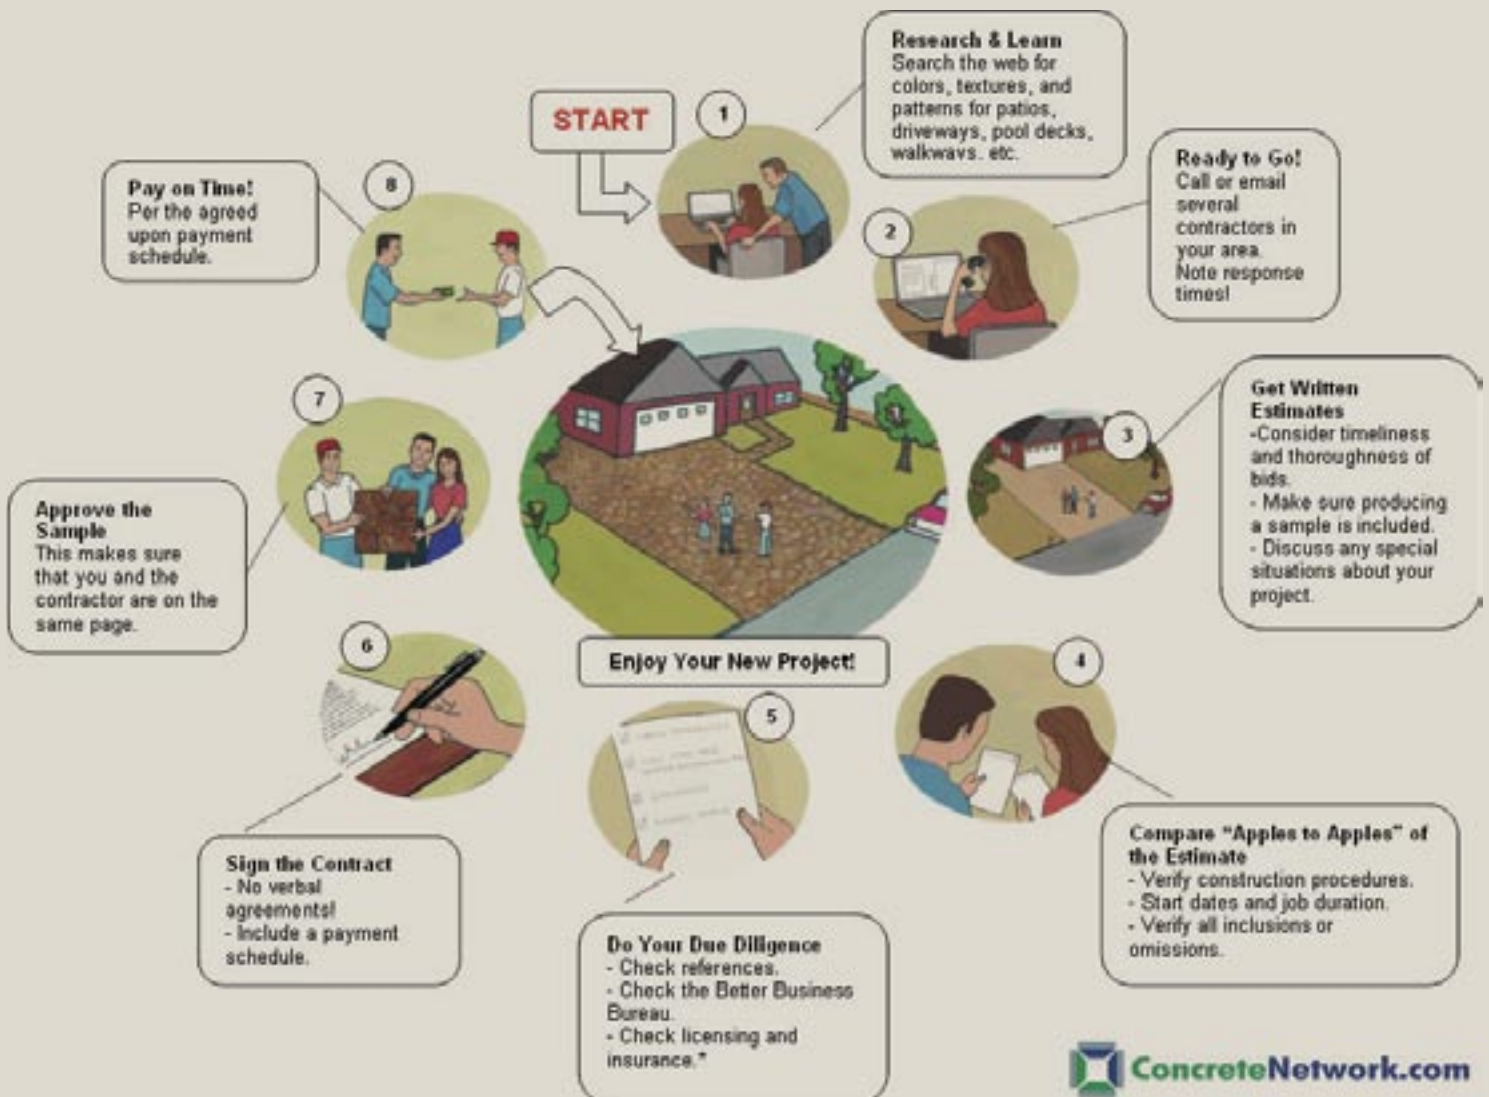 START
1
Research & Learn
Search the web for
colors, textures, and
patterns for patios,
driveways, pool decks,
walkways. etc.
2
Ready to Go!
Call or email
several
contractors in
your area.
Note response
times!
3
Get Written
Estimates
-Consider timeliness
and thoroughness of
bids.
- Make sure producing
a sample is included.
- Discuss any special
situations about your
project.
4
Compare “Apples to Apples” of
the Estimate
- Verify construction procedures.
- Start dates and job duration.
- Verify all inclusions or
omissions.
5
Do Your Due Diligence
- Check references.
- Check the Better Business
Bureau.
- Check licensing and
insurance.*
6
Sign the Contract
- No verbal
agreements!
- Include a payment
schedule.
7
Approve the
Sample
This makes sure
that you and the
contractor are on the
same page.
8
Pay on Time!
Per the agreed
upon payment
schedule.
Enjoy Your New Project!
ConcreteNetwork.com